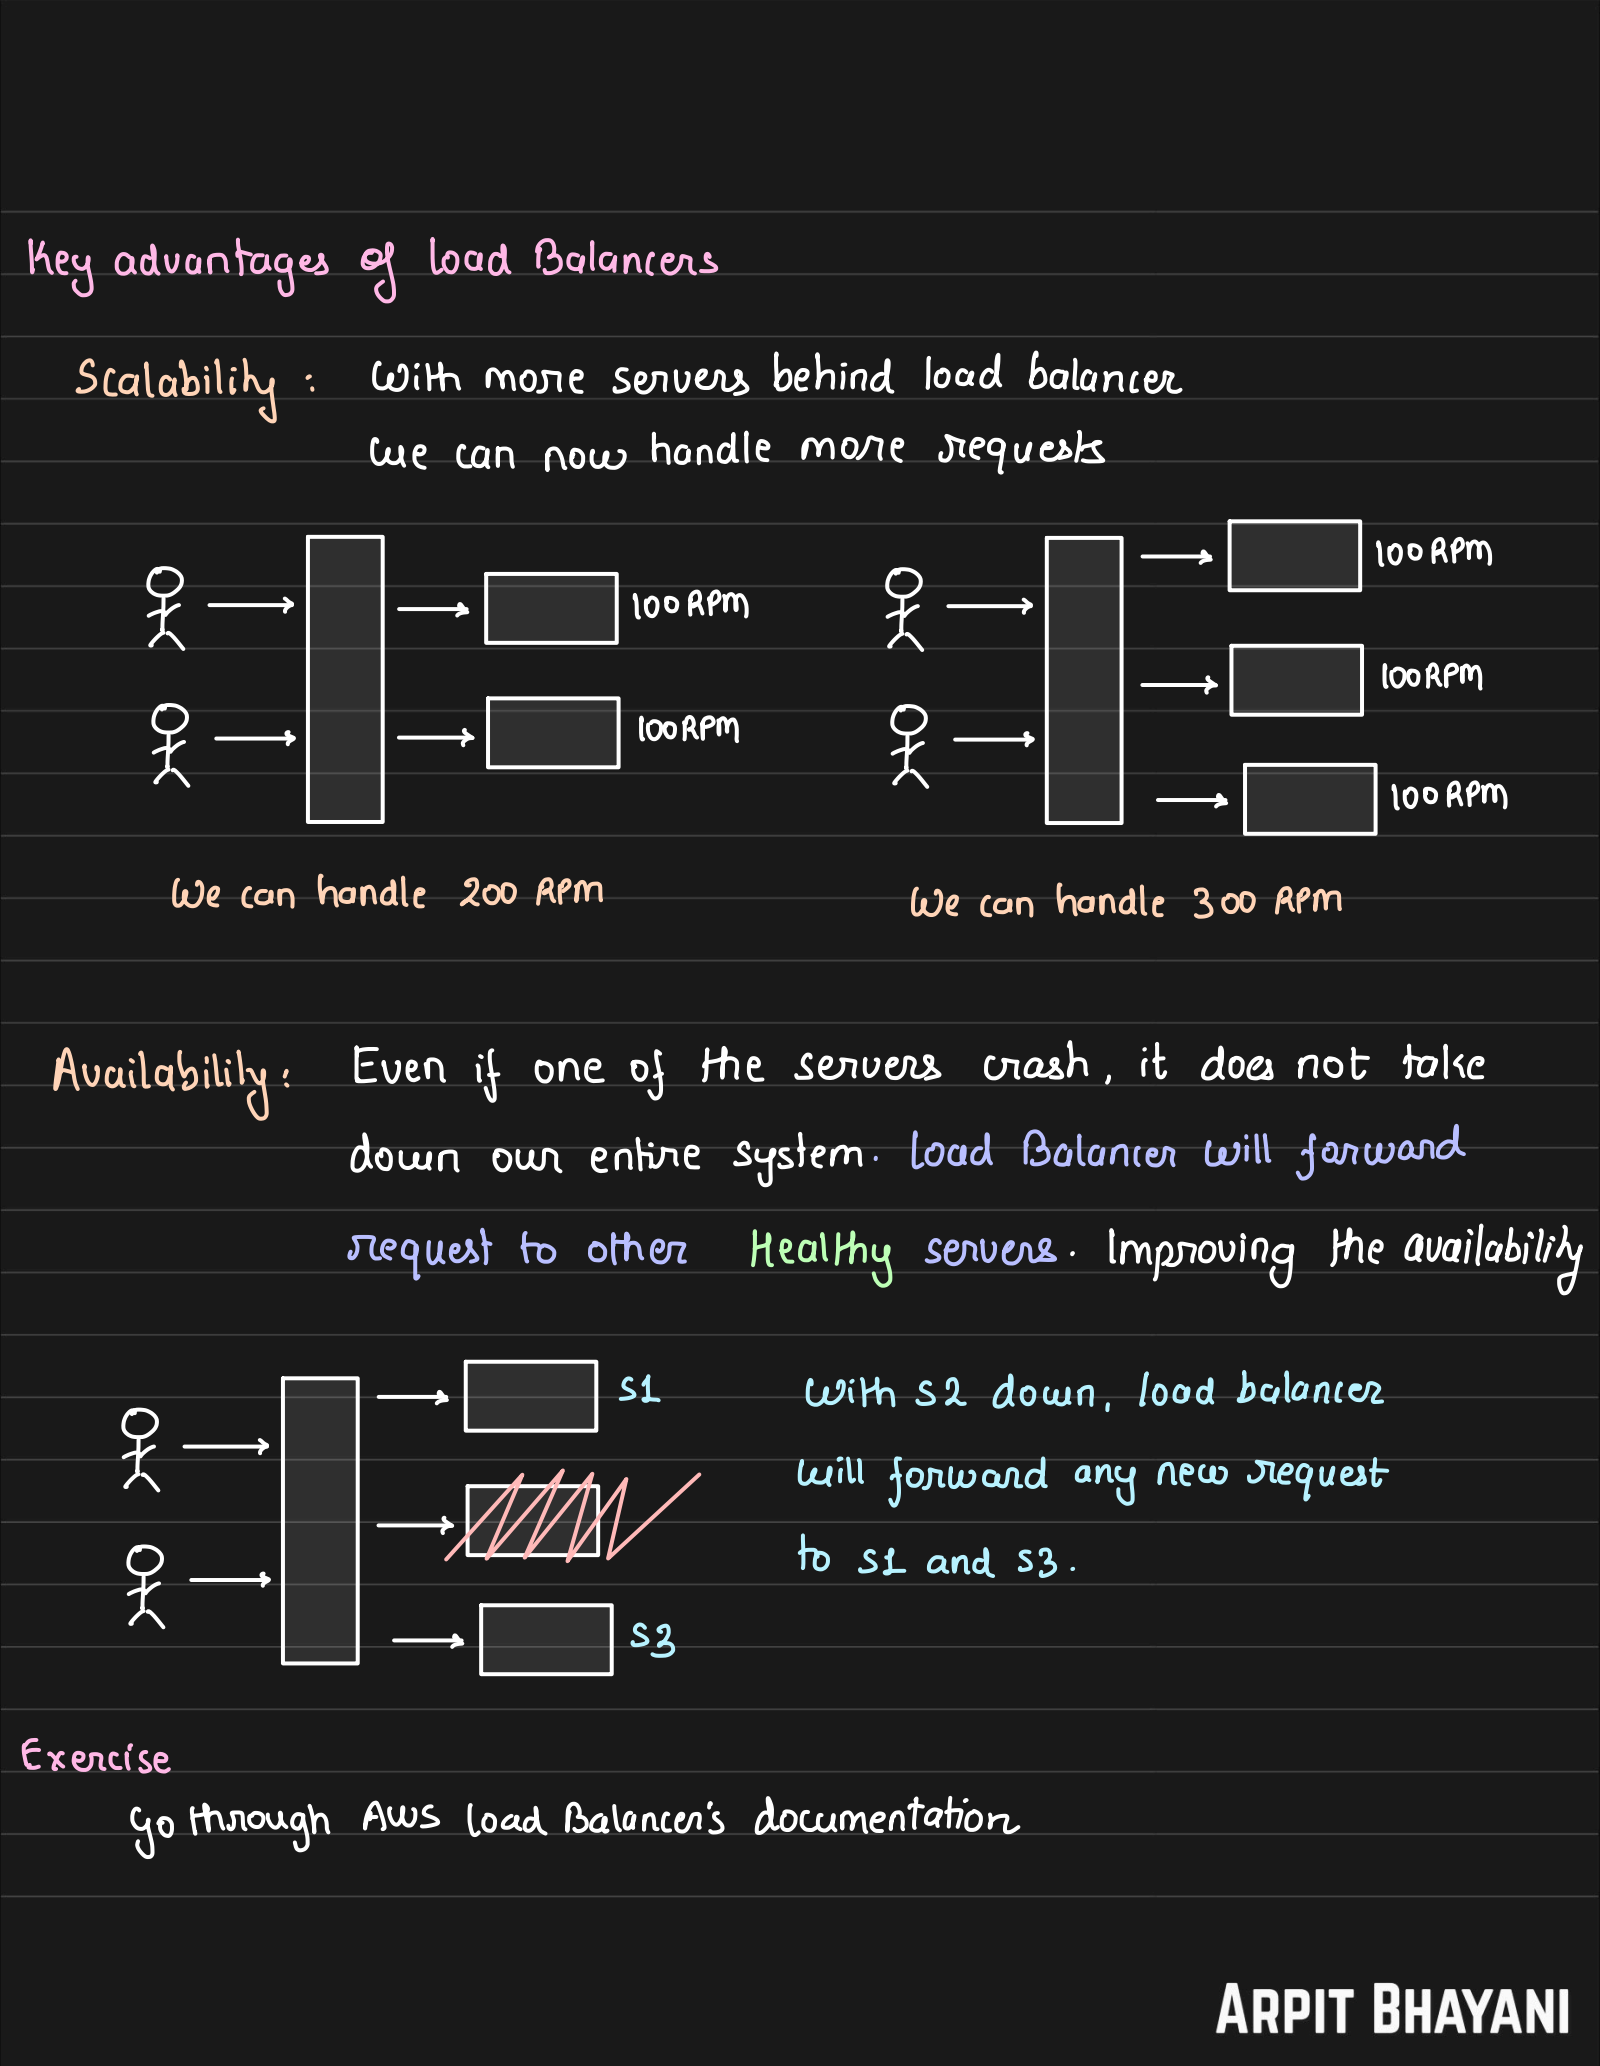 Key advantages of Load Balancers
Scalability : With more servers behind load balancer
we can now handle more requests
100 RPM
100 RPM
We can handle 200 RPM
100 RPM
100 RPM
100 RPM
We can handle 300 RPM
Availability: Even if one of the servers crash, it does not take
down our entire system. Load Balancer will forward
request to other Healthy servers. Improving the availability
S1
S3
With S2 down, load balancer
will forward any new request
to S1 and S3.
Exercise
Go through AWS Load Balancer's documentation
ARPIT BHAYANI